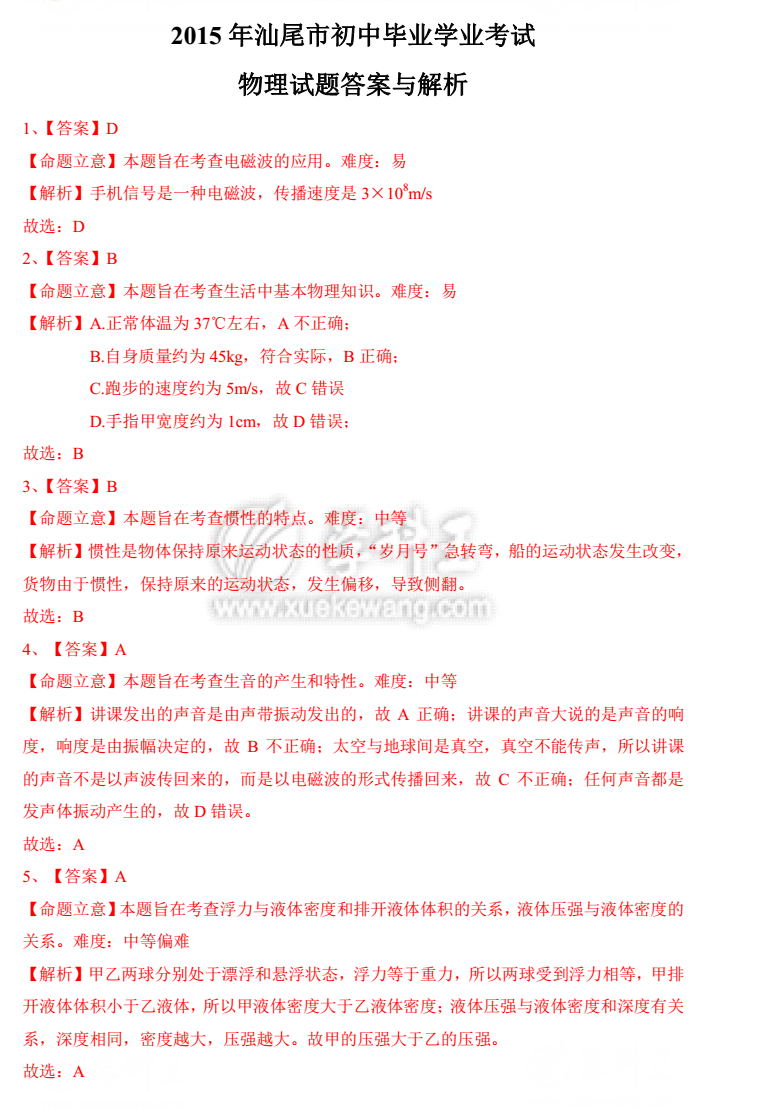 2015 年汕尾市初中毕业学业考试
物理试题答案与解析
1、【答案】D
【命题立意】本题旨在考查电磁波的应用。难度：易
【解析】手机信号是一种电磁波，传播速度是 3×10⁸m/s
故选：D
2、【答案】B
【命题立意】本题旨在考查生活中基本物理知识。难度：易
【解析】A.正常体温为 37℃左右，A 不正确；
B.自身质量约为 45kg，符合实际，B 正确；
C.跑步的速度约为 5m/s，故 C 错误
D.手指甲宽度约为 1cm，故 D 错误；
故选：B
3、【答案】B
【命题立意】本题旨在考查惯性的特点。难度：中等
【解析】惯性是物体保持原来运动状态的性质，“岁月号”急转弯，船的运动状态发生改变，
货物由于惯性，保持原来的运动状态，发生偏移，导致侧翻。
故选：B
学科王
www.xuekewang.com
4、【答案】A
【命题立意】本题旨在考查生音的产生和特性。难度：中等
【解析】讲课发出的声音是由声带振动发出的，故 A 正确；讲课的声音大说的是声音的响
度，响度是由振幅决定的，故 B 不正确；太空与地球间是真空，真空不能传声，所以讲课
的声音不是以声波传回来的，而是以电磁波的形式传播回来，故 C 不正确；任何声音都是
发声体振动产生的，故 D 错误。
故选：A
5、【答案】A
【命题立意】本题旨在考查浮力与液体密度和排开液体体积的关系，液体压强与液体密度的
关系。难度：中等偏难
【解析】甲乙两球分别处于漂浮和悬浮状态，浮力等于重力，所以两球受到浮力相等，甲排
开液体体积小于乙液体，所以甲液体密度大于乙液体密度；液体压强与液体密度和深度有关
系，深度相同，密度越大，压强越大。故甲的压强大于乙的压强。
故选：A